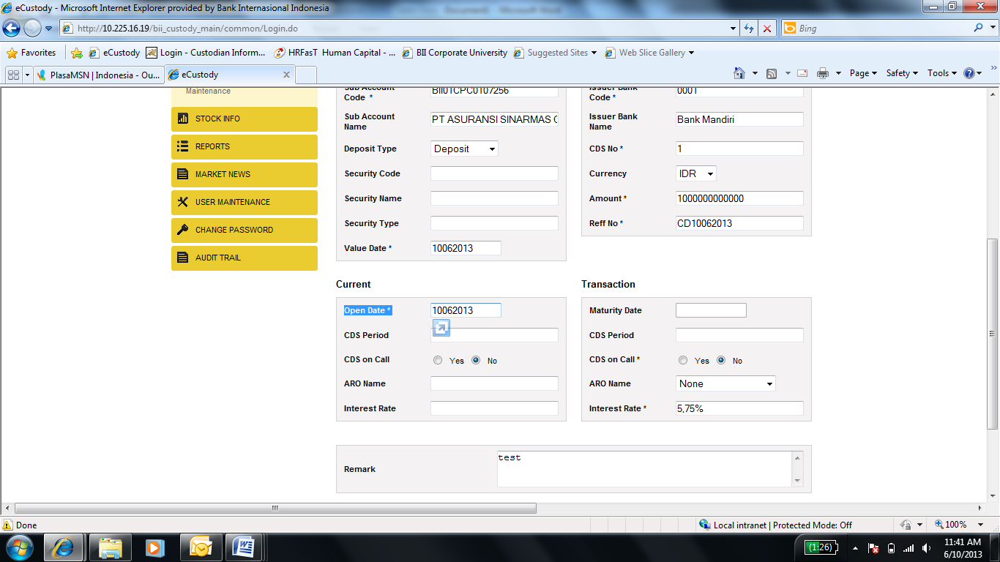 eCustody - Microsoft Internet Explorer provided by Bank Internasional Indonesia
http://10.225.16.19/bii_custody_main/common/Login.do
Bing
Favorites
eCustody
Login - Custodian Inform...
HRFasT Human Capital - ...
BII Corporate University
Suggested Sites
Web Slice Gallery
PlasaMSN | Indonesia - Ou...
eCustody
Page
Safety
Tools
Maintenance
STOCK INFO
REPORTS
MARKET NEWS
USER MAINTENANCE
CHANGE PASSWORD
AUDIT TRAIL
Sub Account
Code *
BII01CPC0107256
Sub Account
Name
PT ASURANSI SINARMAS
Deposit Type
Deposit
Security Code
Security Name
Security Type
Value Date *
10062013
Issuer Bank
Code *
0001
Issuer Bank
Name
Bank Mandiri
CDS No *
1
Currency
IDR
Amount *
1000000000000
Reff No *
CD10062013
Current
Open Date *
10062013
CDS Period
CDS on Call
Yes
No
ARO Name
Interest Rate
Transaction
Maturity Date
CDS Period
CDS on Call *
Yes
No
ARO Name
None
Interest Rate *
5,75%
Remark
test
Done
Local intranet | Protected Mode: Off
100%
(1:26)
11:41 AM
6/10/2013